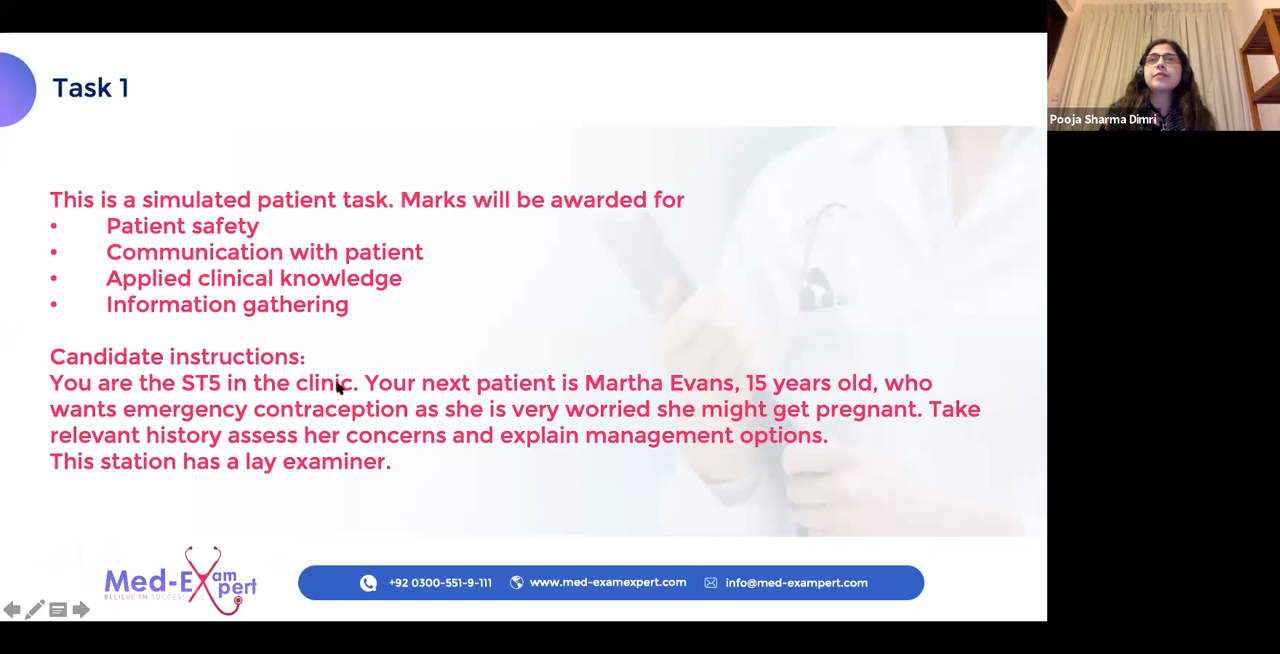 Task 1
This is a simulated patient task. Marks will be awarded for
• Patient safety
• Communication with patient
• Applied clinical knowledge
• Information gathering
Candidate instructions:
You are the ST5 in the clinic. Your next patient is Martha Evans, 15 years old, who
wants emergency contraception as she is very worried she might get pregnant. Take
relevant history assess her concerns and explain management options.
This station has a lay examiner.
Med-Exam
pert
BELIEVE IN SUCCESS
+92 0300-551-9-111 www.med-examexpert.com info@med-exampert.com
Pooja Sharma Dimri